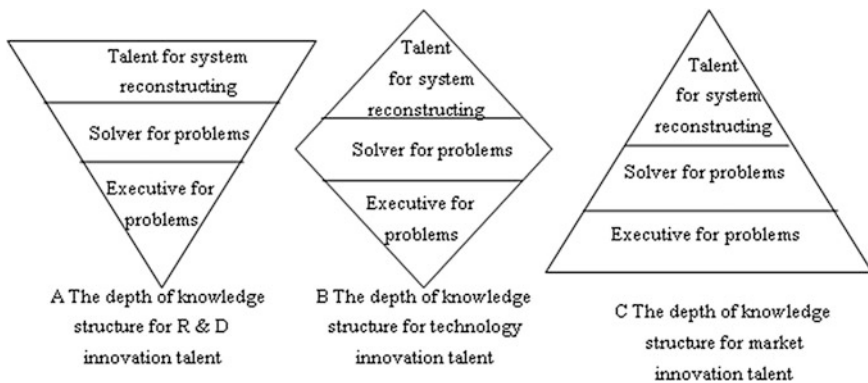 Talent for system
reconstructing
Solver for problems
Executive for
problems
A The depth of knowledge
structure for R & D
innovation talent
Talent
for system
reconstructing
Solver for problems
Executive for
problems
B The depth of knowledge
structure for technology
innovation talent
Talent
for system
reconstructing
Solver for problems
Executive for problems
C The depth of knowledge
structure for market
innovation talent